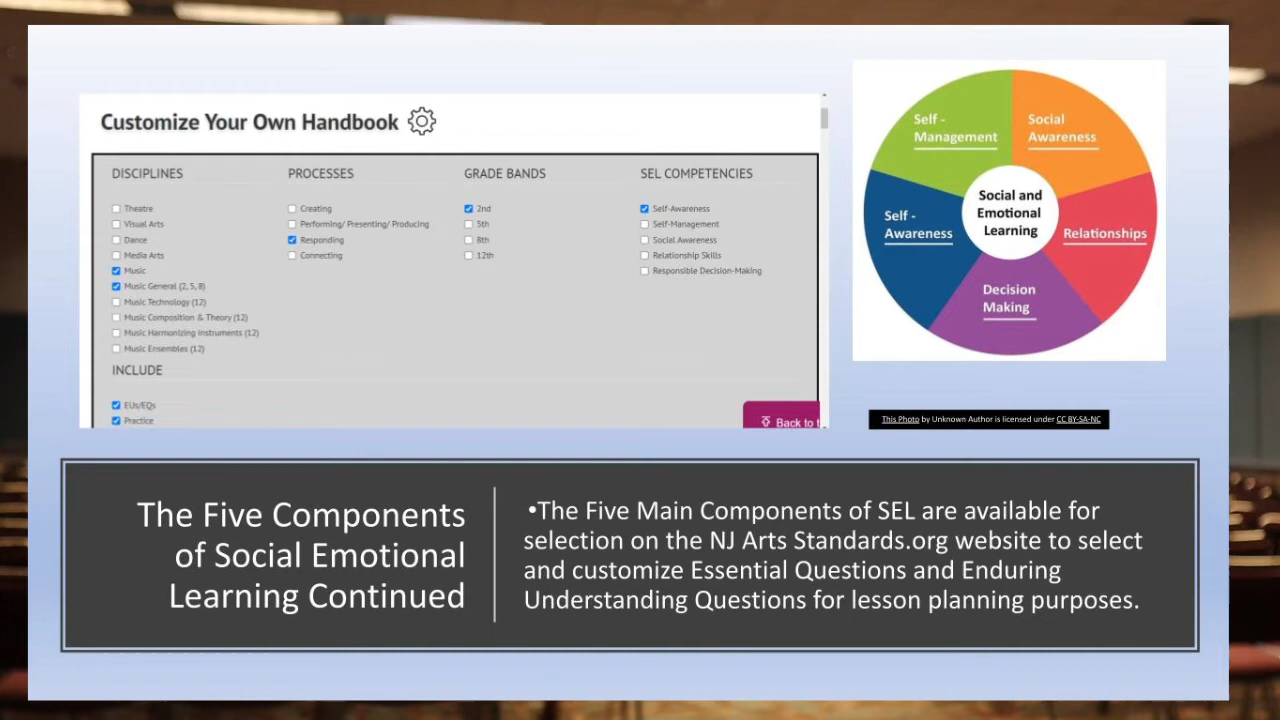 Customize Your Own Handbook
DISCIPLINES
Theatre
Visual Arts
Dance
Media Arts
Music
Music General (2, 5, 8)
Music Technology (12)
Music Composition & Theory (12)
Music Harmonizing Instruments (12)
Music Ensembles (12)
PROCESSES
Creating
Performing/ Presenting/ Producing
Responding
Connecting
GRADE BANDS
2nd
5th
8th
12th
SEL COMPETENCIES
Self-Awareness
Self-Management
Social Awareness
Relationship Skills
Responsible Decision-Making
INCLUDE
EUs/EQs
Practice
Back to t
Self -
Management
Social
Awareness
Self -
Awareness
Social and
Emotional
Learning
Relationships
Decision
Making
This Photo by Unknown Author is licensed under CC BY-SA-NC
The Five Components
of Social Emotional
Learning Continued
•The Five Main Components of SEL are available for
selection on the NJ Arts Standards.org website to select
and customize Essential Questions and Enduring
Understanding Questions for lesson planning purposes.